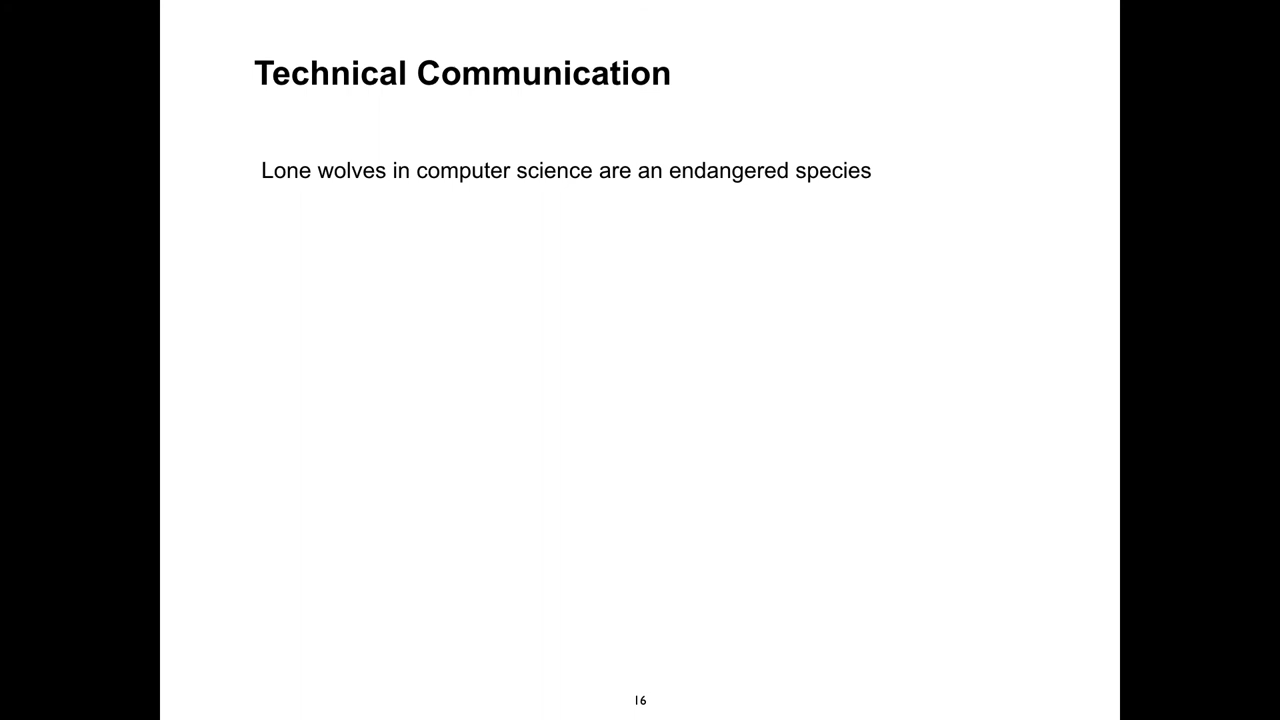 Technical Communication
Lone wolves in computer science are an endangered species
16